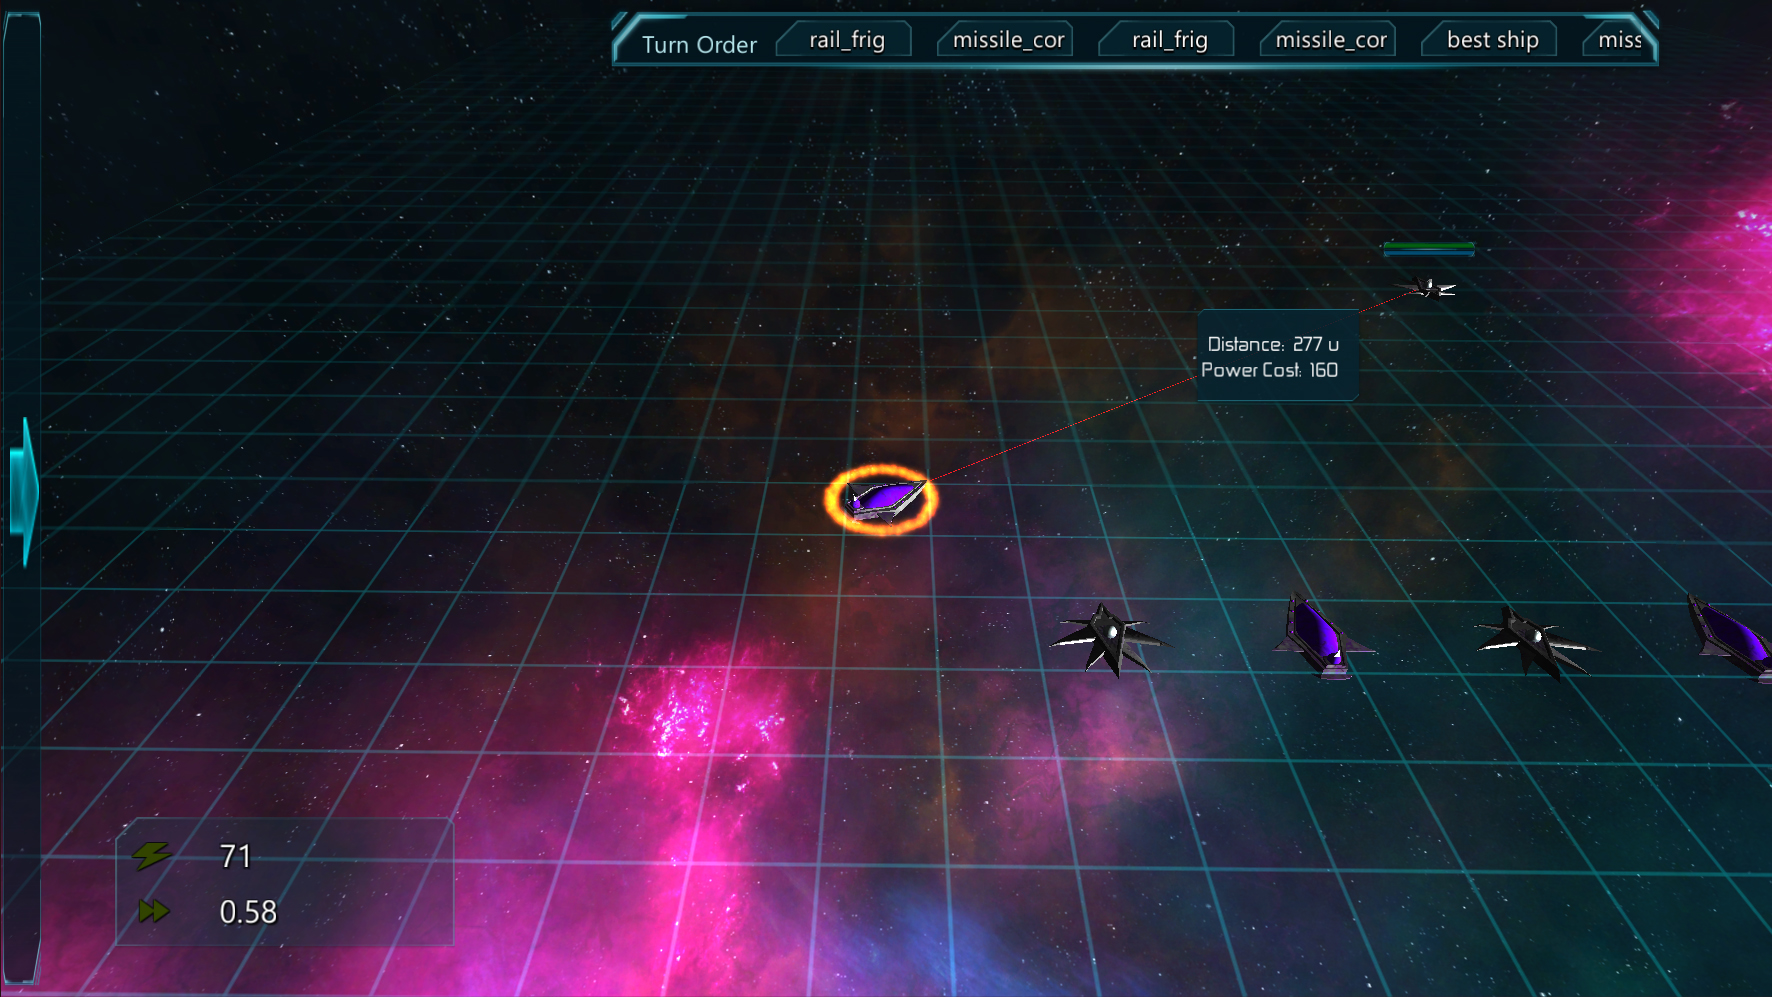 Turn Order
rail_frig
missile_cor
rail_frig
missile_cor
best ship
miss
Distance: 277 u
Power Cost: 160
71
0.58